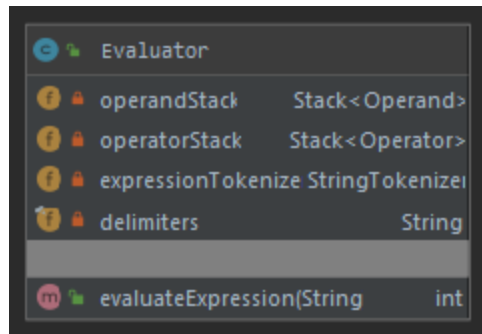 Evaluator
operandStack Stack<Operand>
operatorStack Stack<Operator>
expressionTokenize StringTokenizer
delimiters String
evaluateExpression(String int